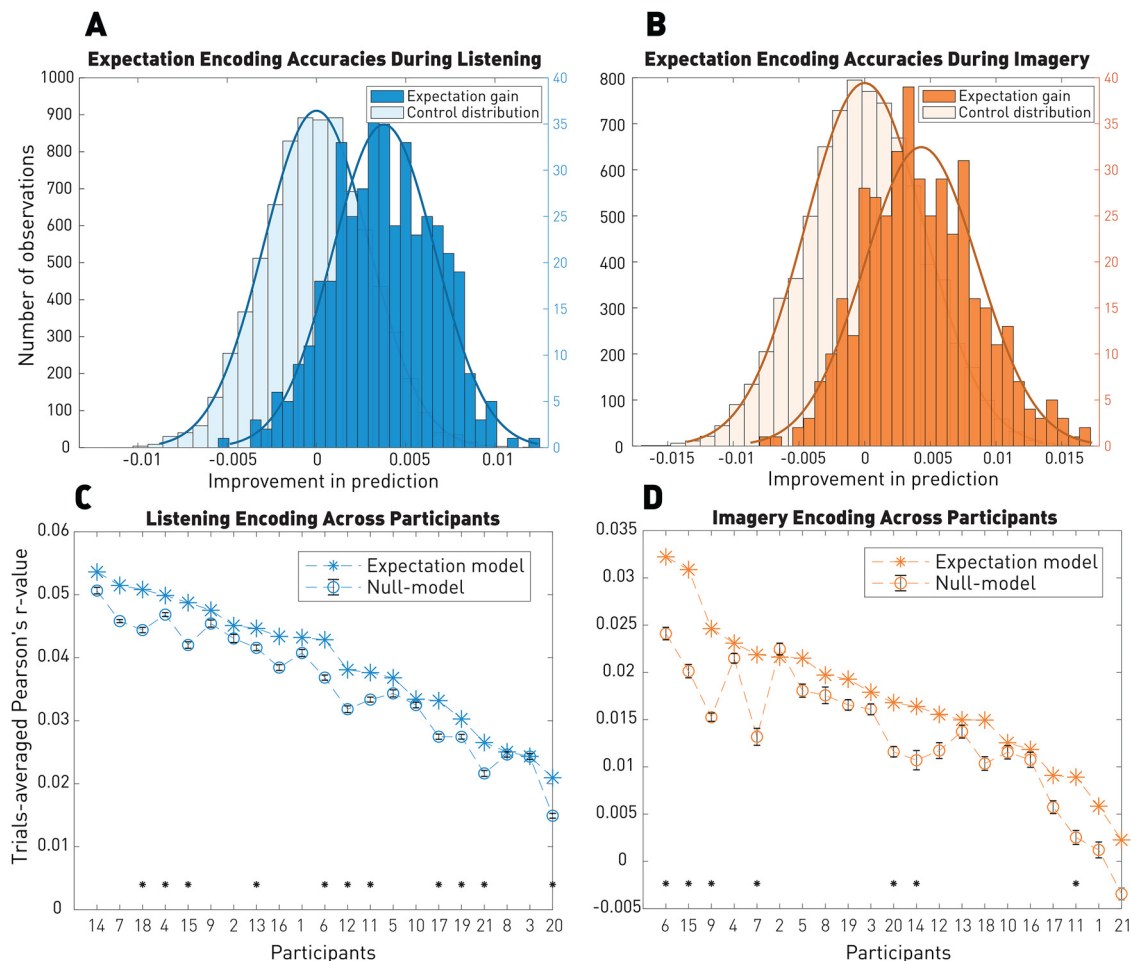 A
Expectation Encoding Accuracies During Listening
1000
900
800
700
600
500
400
300
200
100
0
Number of observations
40
35
30
25
20
15
10
5
0
Expectation gain
Control distribution
-0.01 -0.005 0 0.005 0.01
Improvement in prediction
B
Expectation Encoding Accuracies During Imagery
800
700
600
500
400
300
200
100
0
40
35
30
25
20
15
10
5
0
Expectation gain
Control distribution
-0.015 -0.01 -0.005 0 0.005 0.01 0.015
Improvement in prediction
C
Listening Encoding Across Participants
0.06
0.05
0.04
0.03
0.02
0.01
0
Trials-averaged Pearson's r-value
Expectation model
Null-model
* * * * * * * * * * *
14 7 18 4 15 9 2 13 16 1 6 12 11 5 10 17 19 21 8 3 20
Participants
D
Imagery Encoding Across Participants
0.035
0.03
0.025
0.02
0.015
0.01
0.005
0
-0.005
Expectation model
Null-model
* * * * * * *
6 15 9 4 7 2 5 8 19 3 20 14 12 13 18 10 16 17 11 1 21
Participants